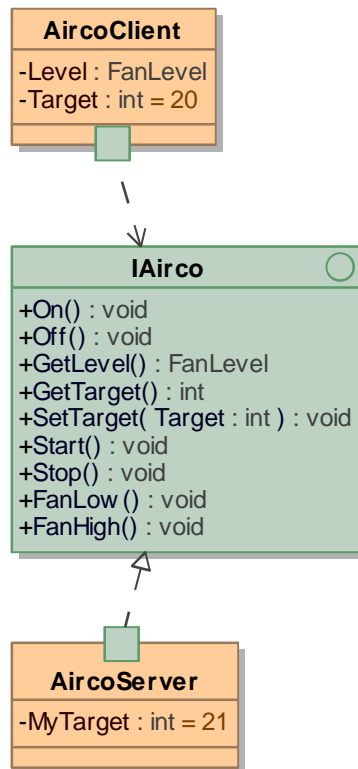 AircoClient
-Level : FanLevel
-Target : int = 20
IAirco
+On() : void
+Off() : void
+GetLevel() : FanLevel
+GetTarget() : int
+SetTarget( Target : int ) : void
+Start() : void
+Stop() : void
+FanLow() : void
+FanHigh() : void
AircoServer
-MyTarget : int = 21